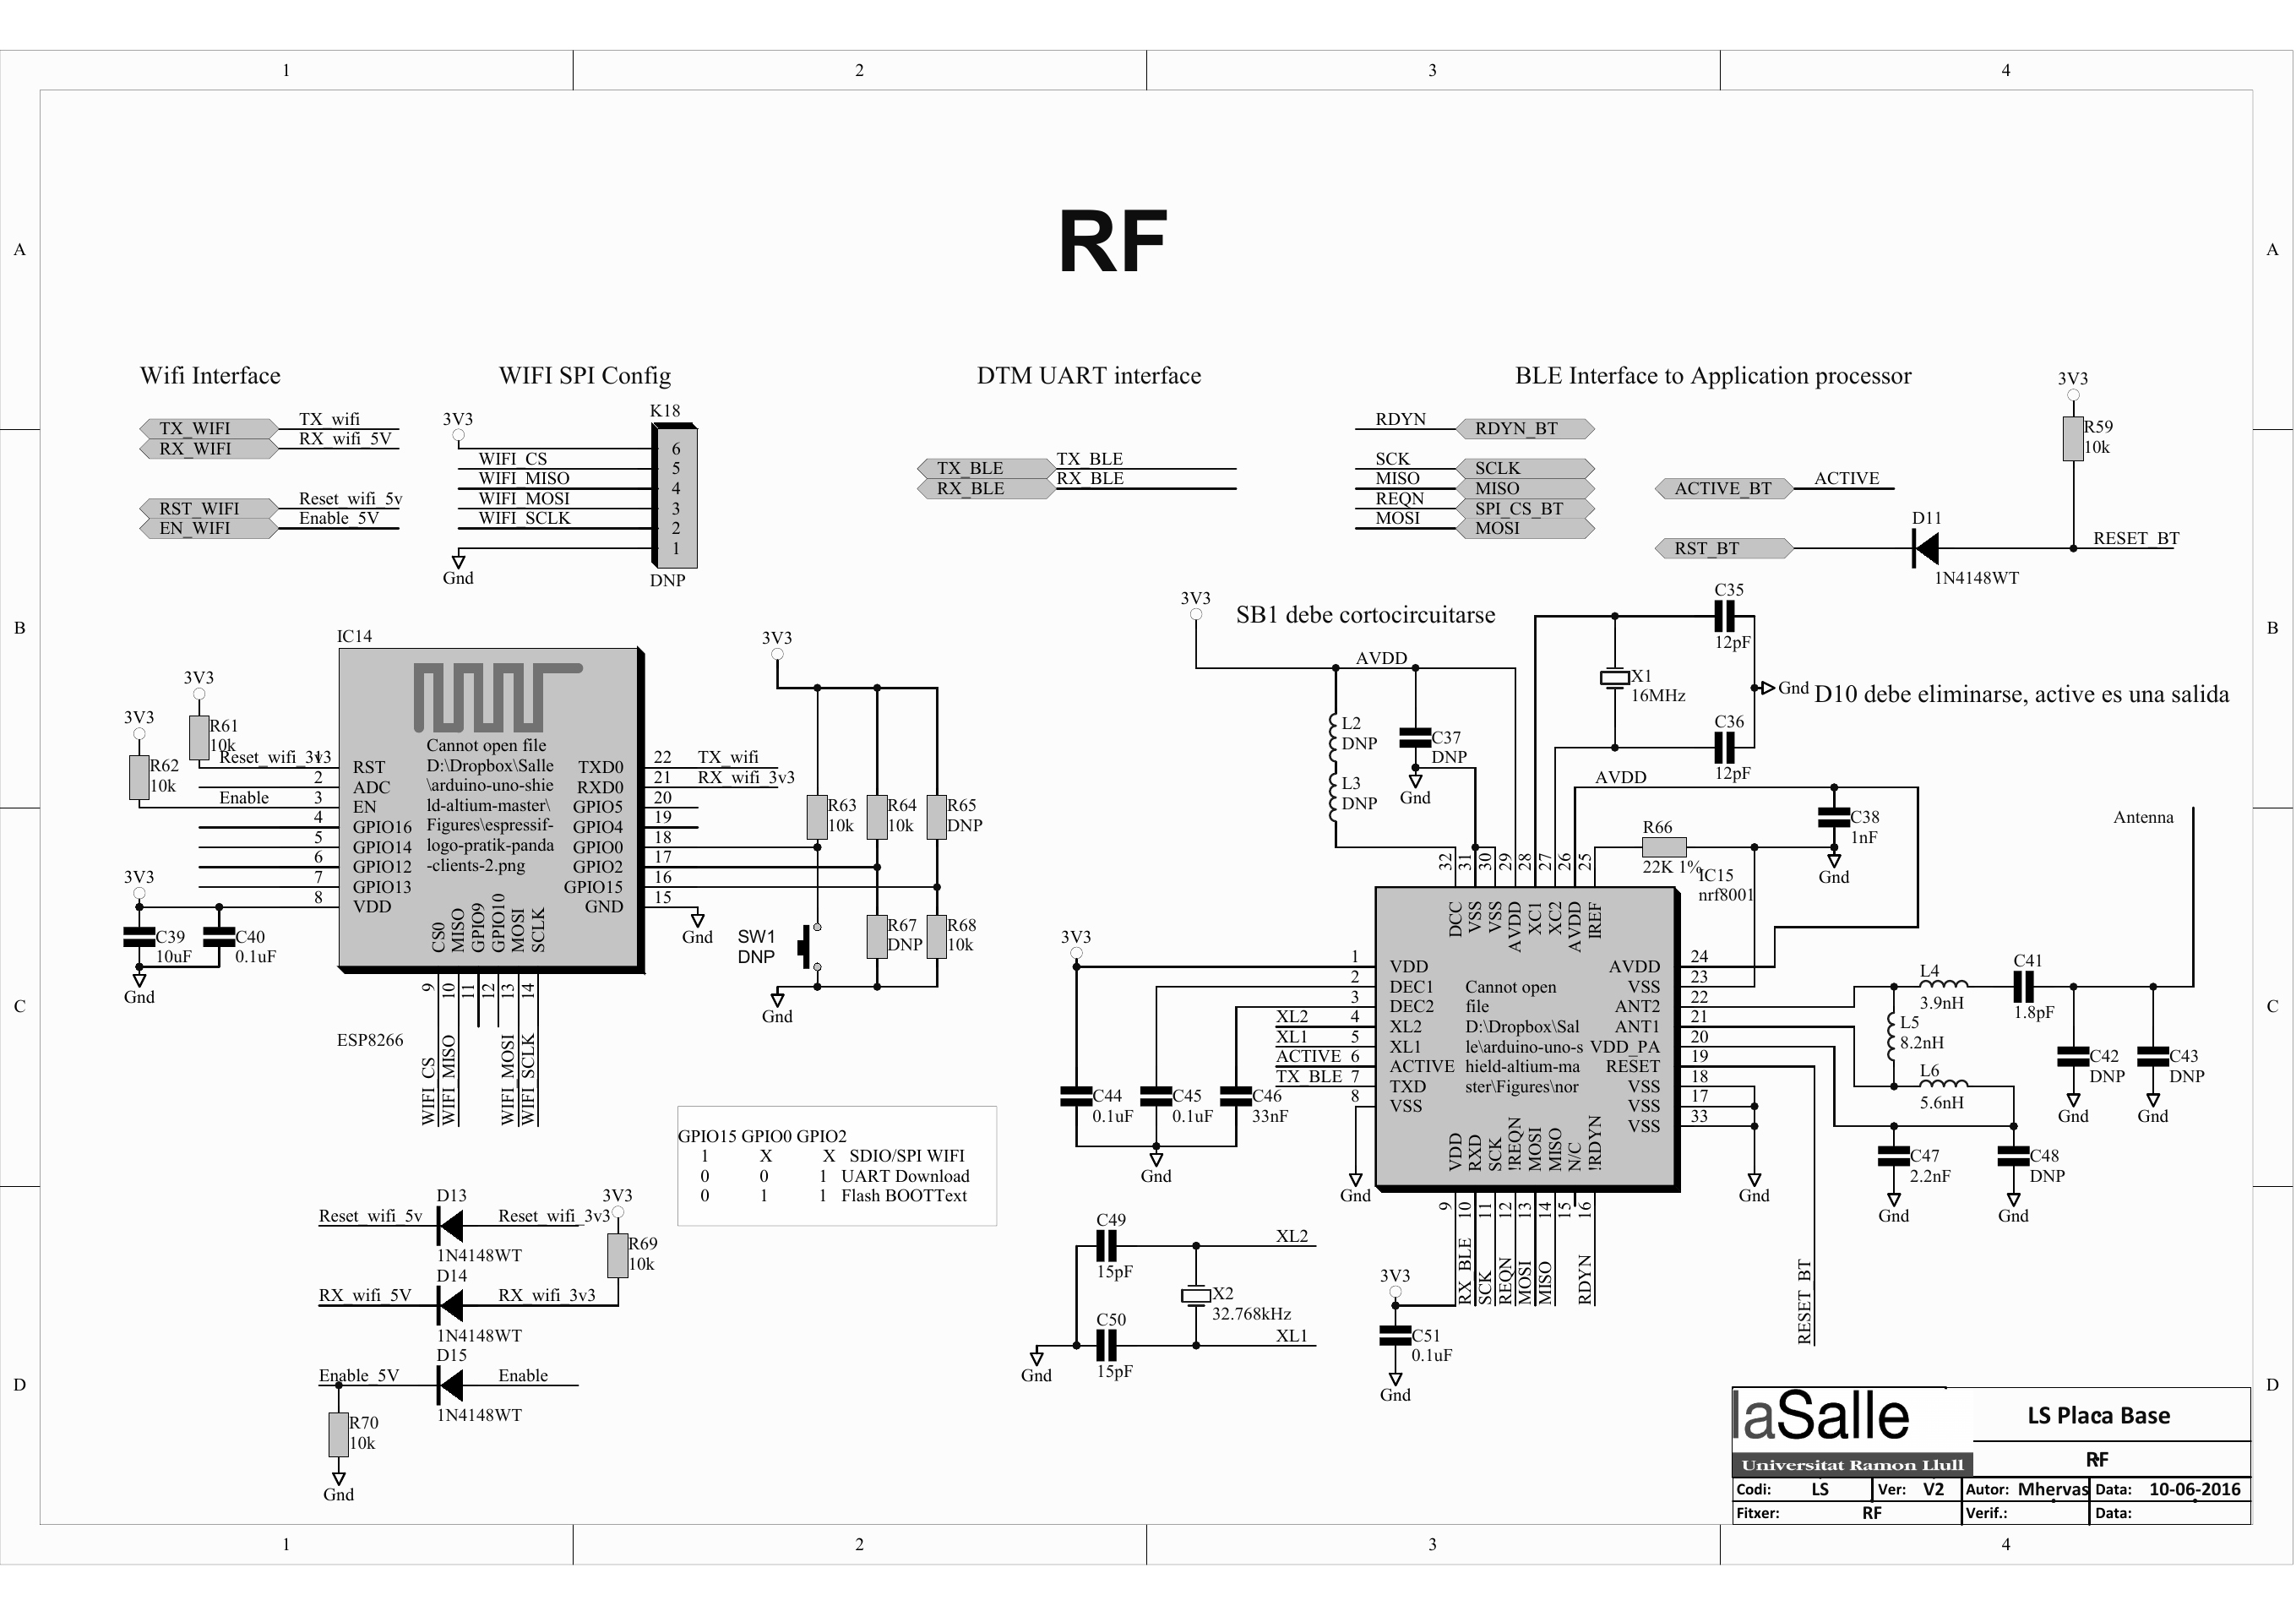 1 2 3 4
A A
RF
Wifi Interface
TX_WIFI TX_wifi
RX_WIFI RX_wifi_5V
RST_WIFI Reset_wifi_5v
EN_WIFI Enable_5V
WIFI SPI Config
3V3
K18
6
WIFI_CS 5
WIFI_MISO 4
WIFI_MOSI 3
WIFI_SCLK 2
1
Gnd
DNP
DTM UART interface
TX_BLE TX_BLE
RX_BLE RX_BLE
BLE Interface to Application processor
RDYN RDYN_BT
SCK SCLK
MISO MISO
REQN SPI_CS_BT
MOSI MOSI
ACTIVE_BT ACTIVE
RST_BT
D11
1N4148WT
3V3
R59
10k
RESET_BT
B B
IC14
3V3
R61
10k
3V3
R62
10k
Reset_wifi_3v3 1 RST
2 ADC
Enable 3 EN
4 GPIO16
5 GPIO14
6 GPIO12
7 GPIO13
8 VDD
Cannot open file
D:\Dropbox\Salle
\arduino-uno-shie
ld-altium-master\
Figures\espressif-
logo-pratik-panda
-clients-2.png
TXD0 22 TX_wifi
RXD0 21 RX_wifi_3v3
GPIO5 20
GPIO4 19
GPIO0 18
GPIO2 17
GPIO15 16
GND 15
Gnd
CS0 MISO GPIO9 GPIO10 MOSI SCLK
9 10 11 12 13 14
WIFI_CS WIFI_MISO WIFI_MOSI WIFI_SCLK
ESP8266
3V3
C39
10uF
C40
0.1uF
Gnd
3V3
R63
10k
R64
10k
R65
DNP
SW1
DNP
R67
DNP
R68
10k
Gnd
GPIO15 GPIO0 GPIO2
1 X X SDIO/SPI WIFI
0 0 1 UART Download
0 1 1 Flash BOOTText
D13
Reset_wifi_5v Reset_wifi_3v3
1N4148WT
3V3
R69
10k
D14
RX_wifi_5V RX_wifi_3v3
1N4148WT
D15
Enable_5V Enable
1N4148WT
R70
10k
Gnd
3V3
SB1 debe cortocircuitarse
AVDD
L2
DNP
L3
DNP
C37
DNP
Gnd
X1
16MHz
C35
12pF
C36
12pF
Gnd
D10 debe eliminarse, active es una salida
AVDD
C38
1nF
Gnd
R66
22K 1%
IC15
nrf8001
32 31 30 29 28 27 26 25
DCC VSS VSS AVDD XC1 XC2 AVDD IREF
3V3
1 VDD
2 DEC1
3 DEC2
XL2 4 XL2
XL1 5 XL1
ACTIVE 6 ACTIVE
TX_BLE 7 TXD
8 VSS
Gnd
Cannot open
file
D:\Dropbox\Sal
le\arduino-uno-s
hield-altium-ma
ster\Figures\nor
AVDD 24
VSS 23
ANT2 22
ANT1 21
VDD_PA 20
RESET 19
VSS 18
VSS 17
VSS 33
Gnd
VDD RXD SCK !REQN MOSI MISO N/C !RDYN
9 10 11 12 13 14 15 16
RX_BLE SCK REQN MOSI MISO RDYN
RESET_BT
C44
0.1uF
C45
0.1uF
C46
33nF
Gnd
C49
15pF
XL2
X2
32.768kHz
C50
15pF
XL1
Gnd
3V3
C51
0.1uF
Gnd
Antenna
L4
3.9nH
C41
1.8pF
L5
8.2nH
L6
5.6nH
C42
DNP
Gnd
C43
DNP
Gnd
C47
2.2nF
Gnd
C48
DNP
Gnd
C C
D D
laSalle
Universitat Ramon Llull
LS Placa Base
RF
Codi: LS Ver: V2 Autor: Mhervas Data: 10-06-2016
Fitxer: RF Verif.: Data:
1 2 3 4